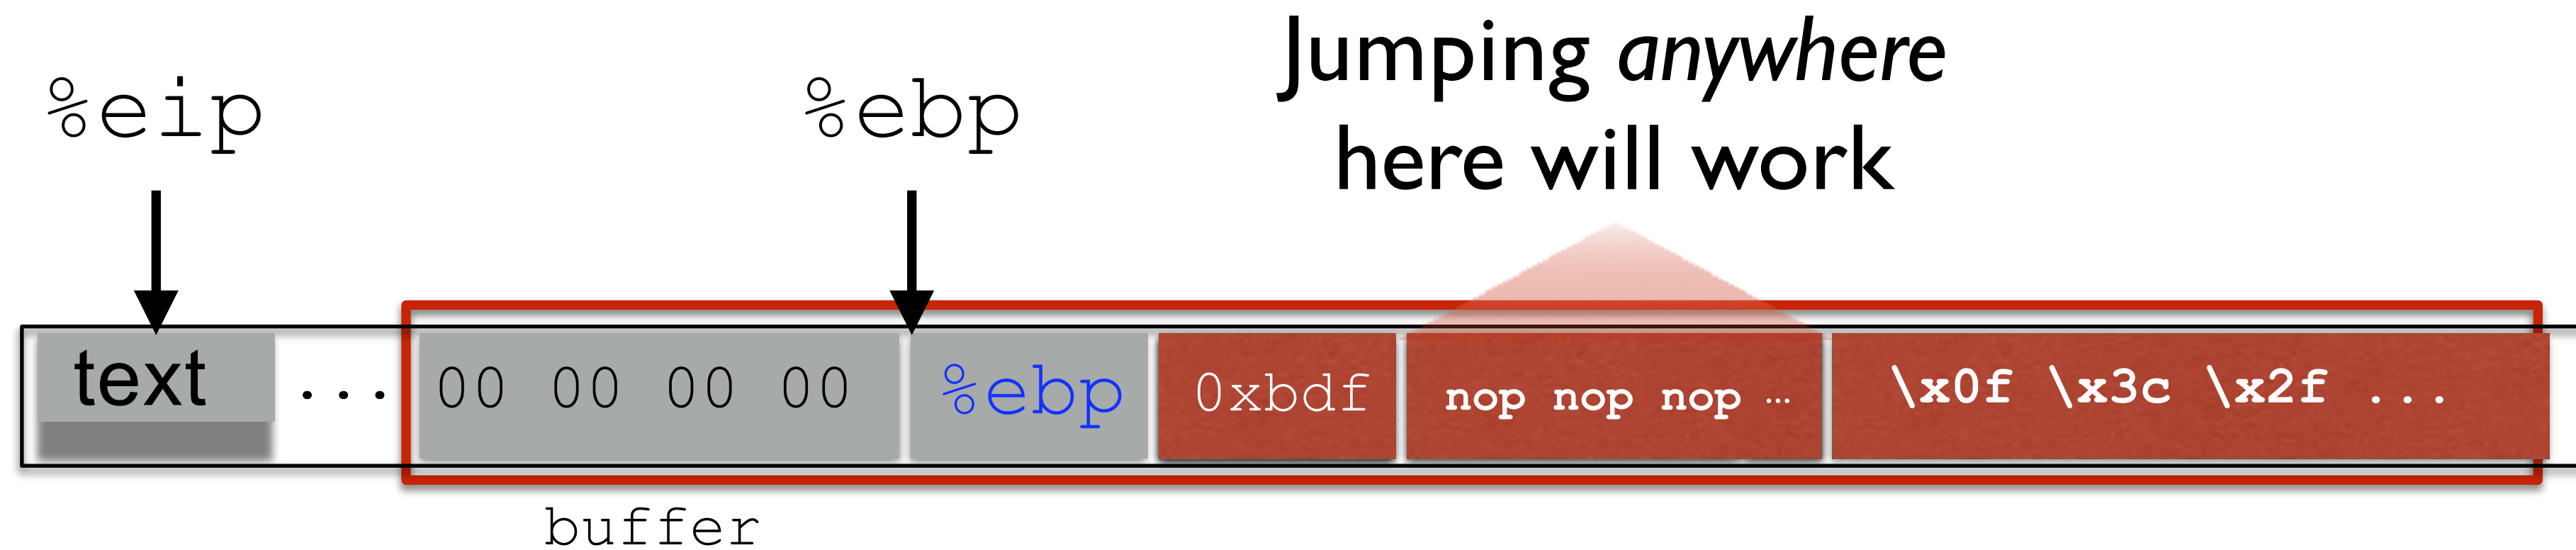 Jumping anywhere
here will work
%eip
%ebp
text ... 00 00 00 00 %ebp 0xbdf nop nop nop ... \x0f \x3c \x2f ...
buffer